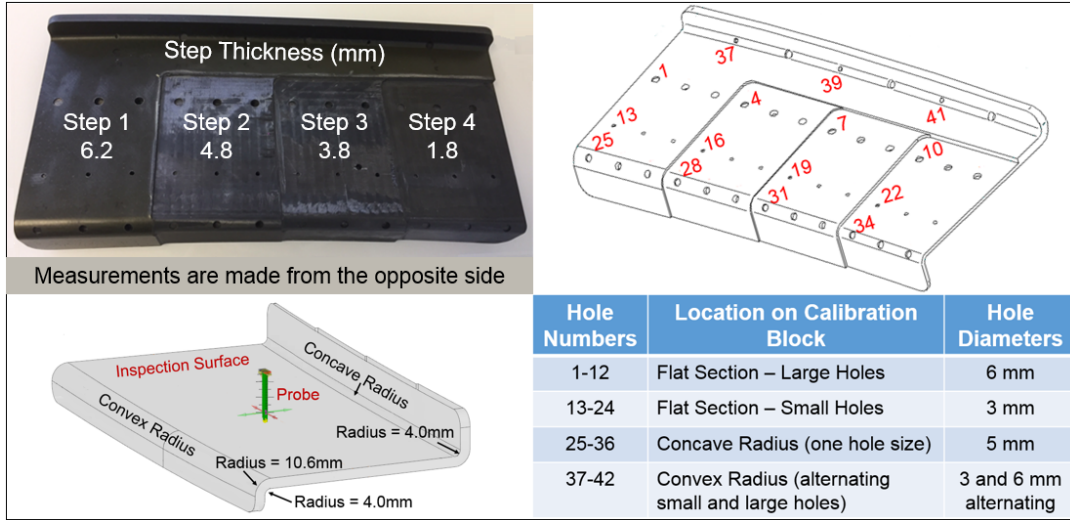 Step Thickness (mm)
Step 1
6.2
Step 2
4.8
Step 3
3.8
Step 4
1.8
Measurements are made from the opposite side
37
39
41
1
4
7
10
13
16
19
22
25
28
31
34
Inspection Surface
Probe
Concave Radius
Convex Radius
Radius = 4.0mm
Radius = 10.6mm
Radius = 4.0mm
Hole Numbers | Location on Calibration Block | Hole Diameters
1-12 | Flat Section – Large Holes | 6 mm
13-24 | Flat Section – Small Holes | 3 mm
25-36 | Concave Radius (one hole size) | 5 mm
37-42 | Convex Radius (alternating small and large holes) | 3 and 6 mm alternating